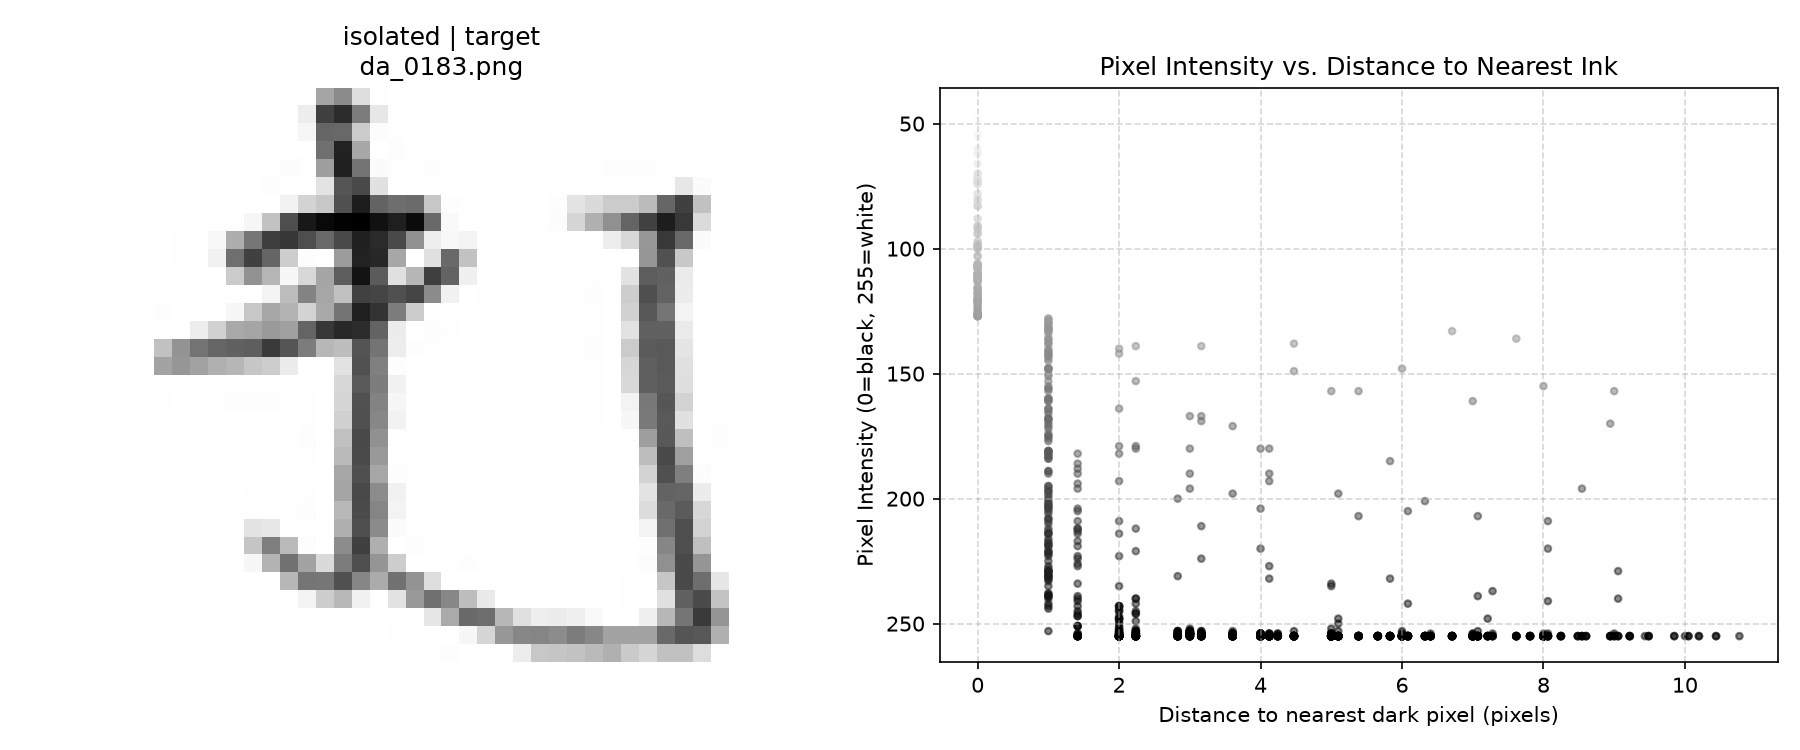 isolated | target
da_0183.png
Pixel Intensity vs. Distance to Nearest Ink
Pixel Intensity (0=black, 255=white)
50
100
150
200
250
0 2 4 6 8 10
Distance to nearest dark pixel (pixels)